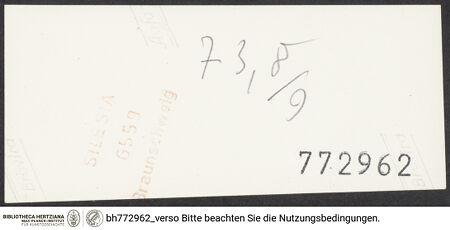 73,8/9
SILESIA
G559
Braunschweig
772962
BIBLIOTHECA HERTZIANA
MAX-PLANCK-INSTITUT
FÜR KUNSTGESCHICHTE
bh772962_verso Bitte beachten Sie die Nutzungsbedingungen.